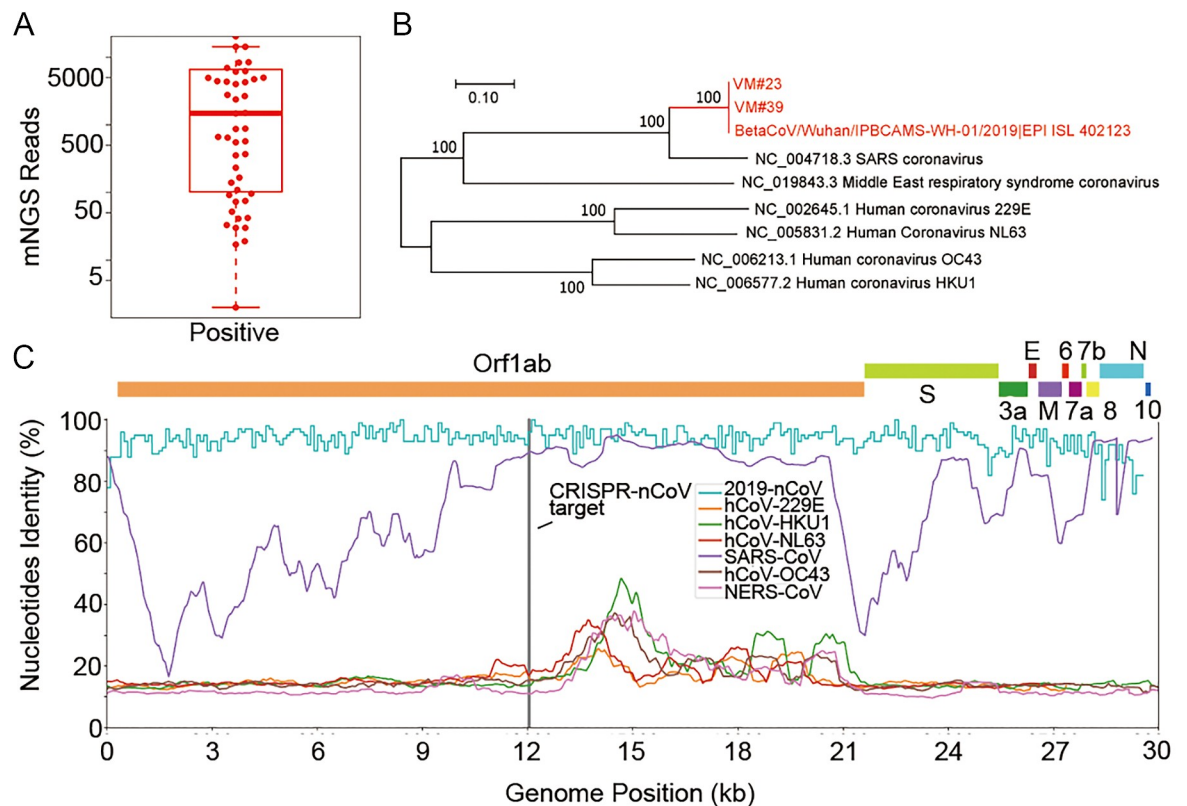 A
mNGS Reads
5000
500
50
5
Positive
B
0.10
100
100
100
100
100
VM#23
VM#39
BetaCoV/Wuhan/IPBCAMS-WH-01/2019|EPI ISL 402123
NC_004718.3 SARS coronavirus
NC_019843.3 Middle East respiratory syndrome coronavirus
NC_002645.1 Human coronavirus 229E
NC_005831.2 Human Coronavirus NL63
NC_006213.1 Human coronavirus OC43
NC_006577.2 Human coronavirus HKU1
C
Orf1ab
S
E
6
7b
N
3a
M
7a
8
10
Nucleotides Identity (%)
100
80
60
40
20
0
CRISPR-nCoV
target
2019-nCoV
hCoV-229E
hCoV-HKU1
hCoV-NL63
SARS-CoV
hCoV-OC43
NERS-CoV
0 3 6 9 12 15 18 21 24 27 30
Genome Position (kb)